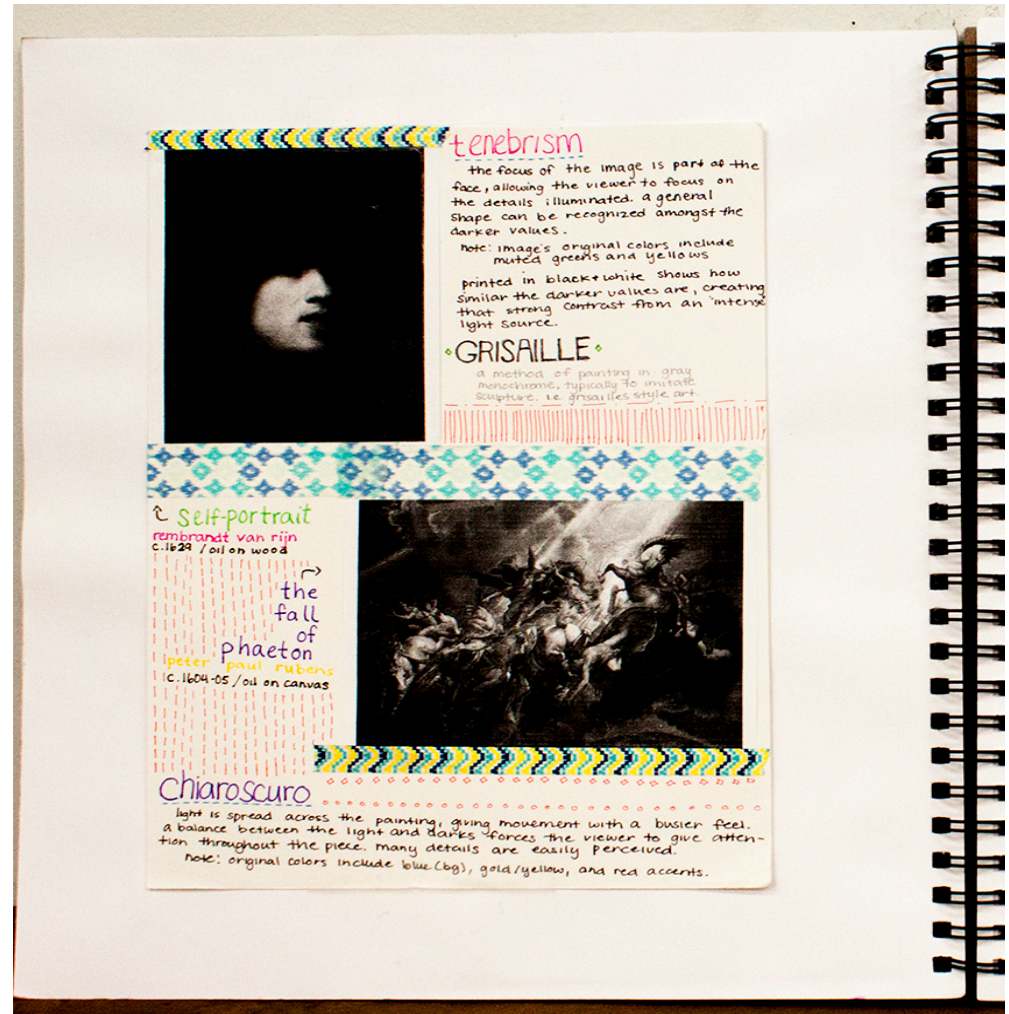 tenebrism
the focus of the image is part of the
face, allowing the viewer to focus on
the details illuminated. a general
shape can be recognized amongst the
darker values.
note: image's original colors include
muted greens and yellows
printed in black+white shows how
similar the darker values are, creating
that strong contrast from an "intense"
light source.
GRISAILLE
a method of painting in gray
monochrome, typically to imitate
sculpture. i.e grisailles style art.
self-portrait
rembrandt van rijn
c.1629 / oil on wood
the
fall
of
phaeton
peter paul rubens
c.1604-05 / oil on canvas
chiaroscuro
light is spread across the painting, giving movement with a busier feel.
a balance between the light and darks forces the viewer to give atten-
tion throughout the piece. many details are easily perceived.
note: original colors include blue (bg), gold/yellow, and red accents.